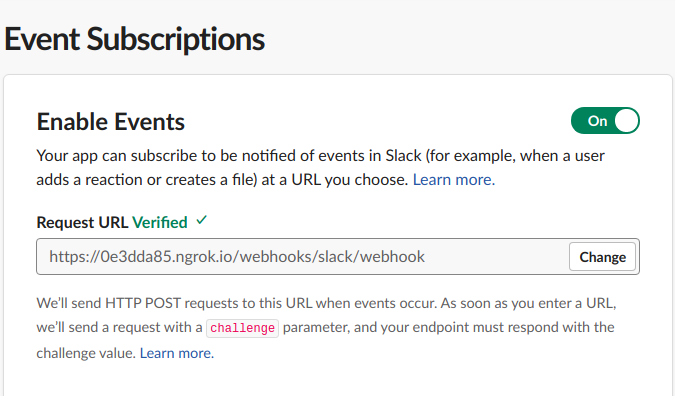 Event Subscriptions
Enable Events
On
Your app can subscribe to be notified of events in Slack (for example, when a user
adds a reaction or creates a file) at a URL you choose. Learn more.
Request URL Verified ✓
https://0e3dda85.ngrok.io/webhooks/slack/webhook
Change
We'll send HTTP POST requests to this URL when events occur. As soon as you enter a URL,
we'll send a request with a challenge parameter, and your endpoint must respond with the
challenge value. Learn more.